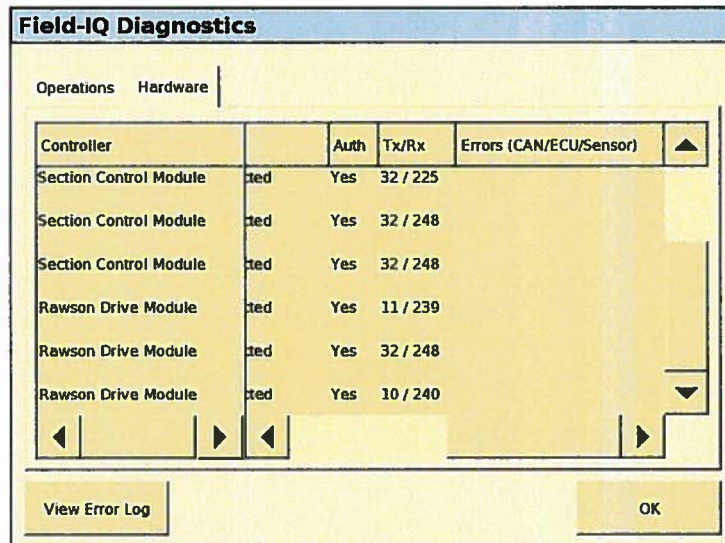 Field-IQ Diagnostics
Operations Hardware
Controller Auth Tx/Rx Errors (CAN/ECU/Sensor)
Section Control Module cted Yes 32 / 225
Section Control Module cted Yes 32 / 248
Section Control Module cted Yes 32 / 248
Rawson Drive Module cted Yes 11 / 239
Rawson Drive Module cted Yes 32 / 248
Rawson Drive Module cted Yes 10 / 240
View Error Log OK